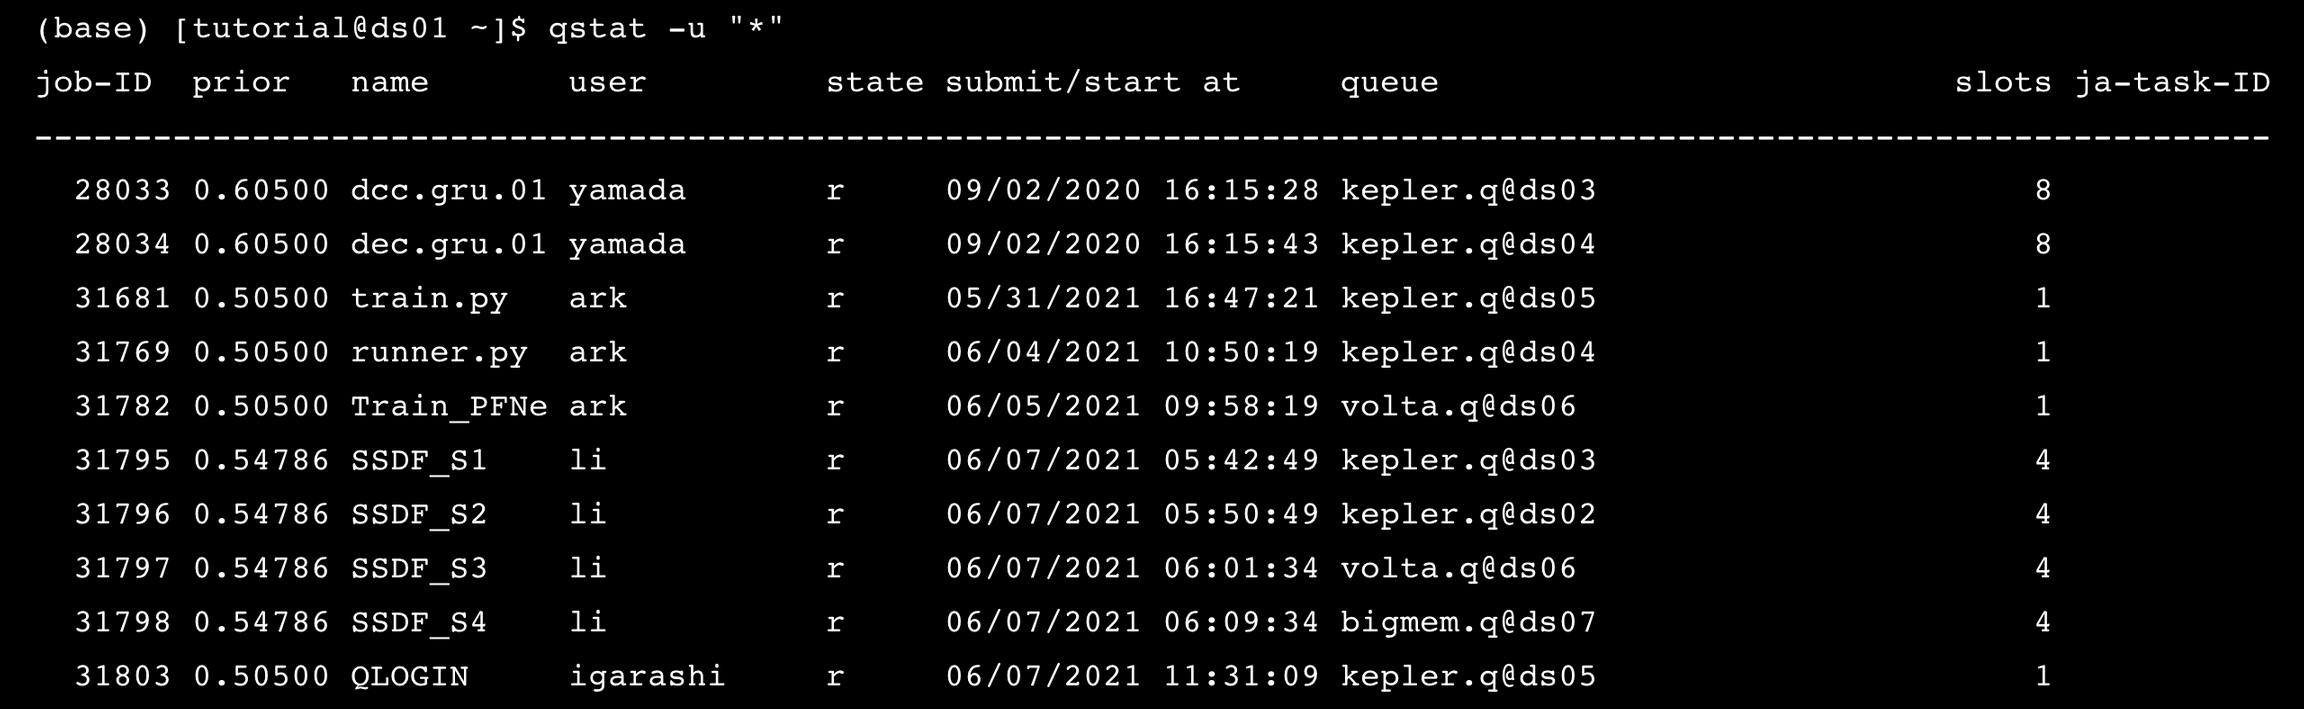 (base) [tutorial@ds01 ~]$ qstat -u "*"
job-ID  prior   name       user         state submit/start at     queue                          slots ja-task-ID
-----------------------------------------------------------------------------------------------------------------
  28033 0.60500 dcc.gru.01 yamada       r     09/02/2020 16:15:28 kepler.q@ds03                      8
  28034 0.60500 dec.gru.01 yamada       r     09/02/2020 16:15:43 kepler.q@ds04                      8
  31681 0.50500 train.py   ark          r     05/31/2021 16:47:21 kepler.q@ds05                      1
  31769 0.50500 runner.py  ark          r     06/04/2021 10:50:19 kepler.q@ds04                      1
  31782 0.50500 Train_PFNe ark          r     06/05/2021 09:58:19 volta.q@ds06                       1
  31795 0.54786 SSDF_S1    li           r     06/07/2021 05:42:49 kepler.q@ds03                      4
  31796 0.54786 SSDF_S2    li           r     06/07/2021 05:50:49 kepler.q@ds02                      4
  31797 0.54786 SSDF_S3    li           r     06/07/2021 06:01:34 volta.q@ds06                       4
  31798 0.54786 SSDF_S4    li           r     06/07/2021 06:09:34 bigmem.q@ds07                      4
  31803 0.50500 QLOGIN     igarashi     r     06/07/2021 11:31:09 kepler.q@ds05                      1